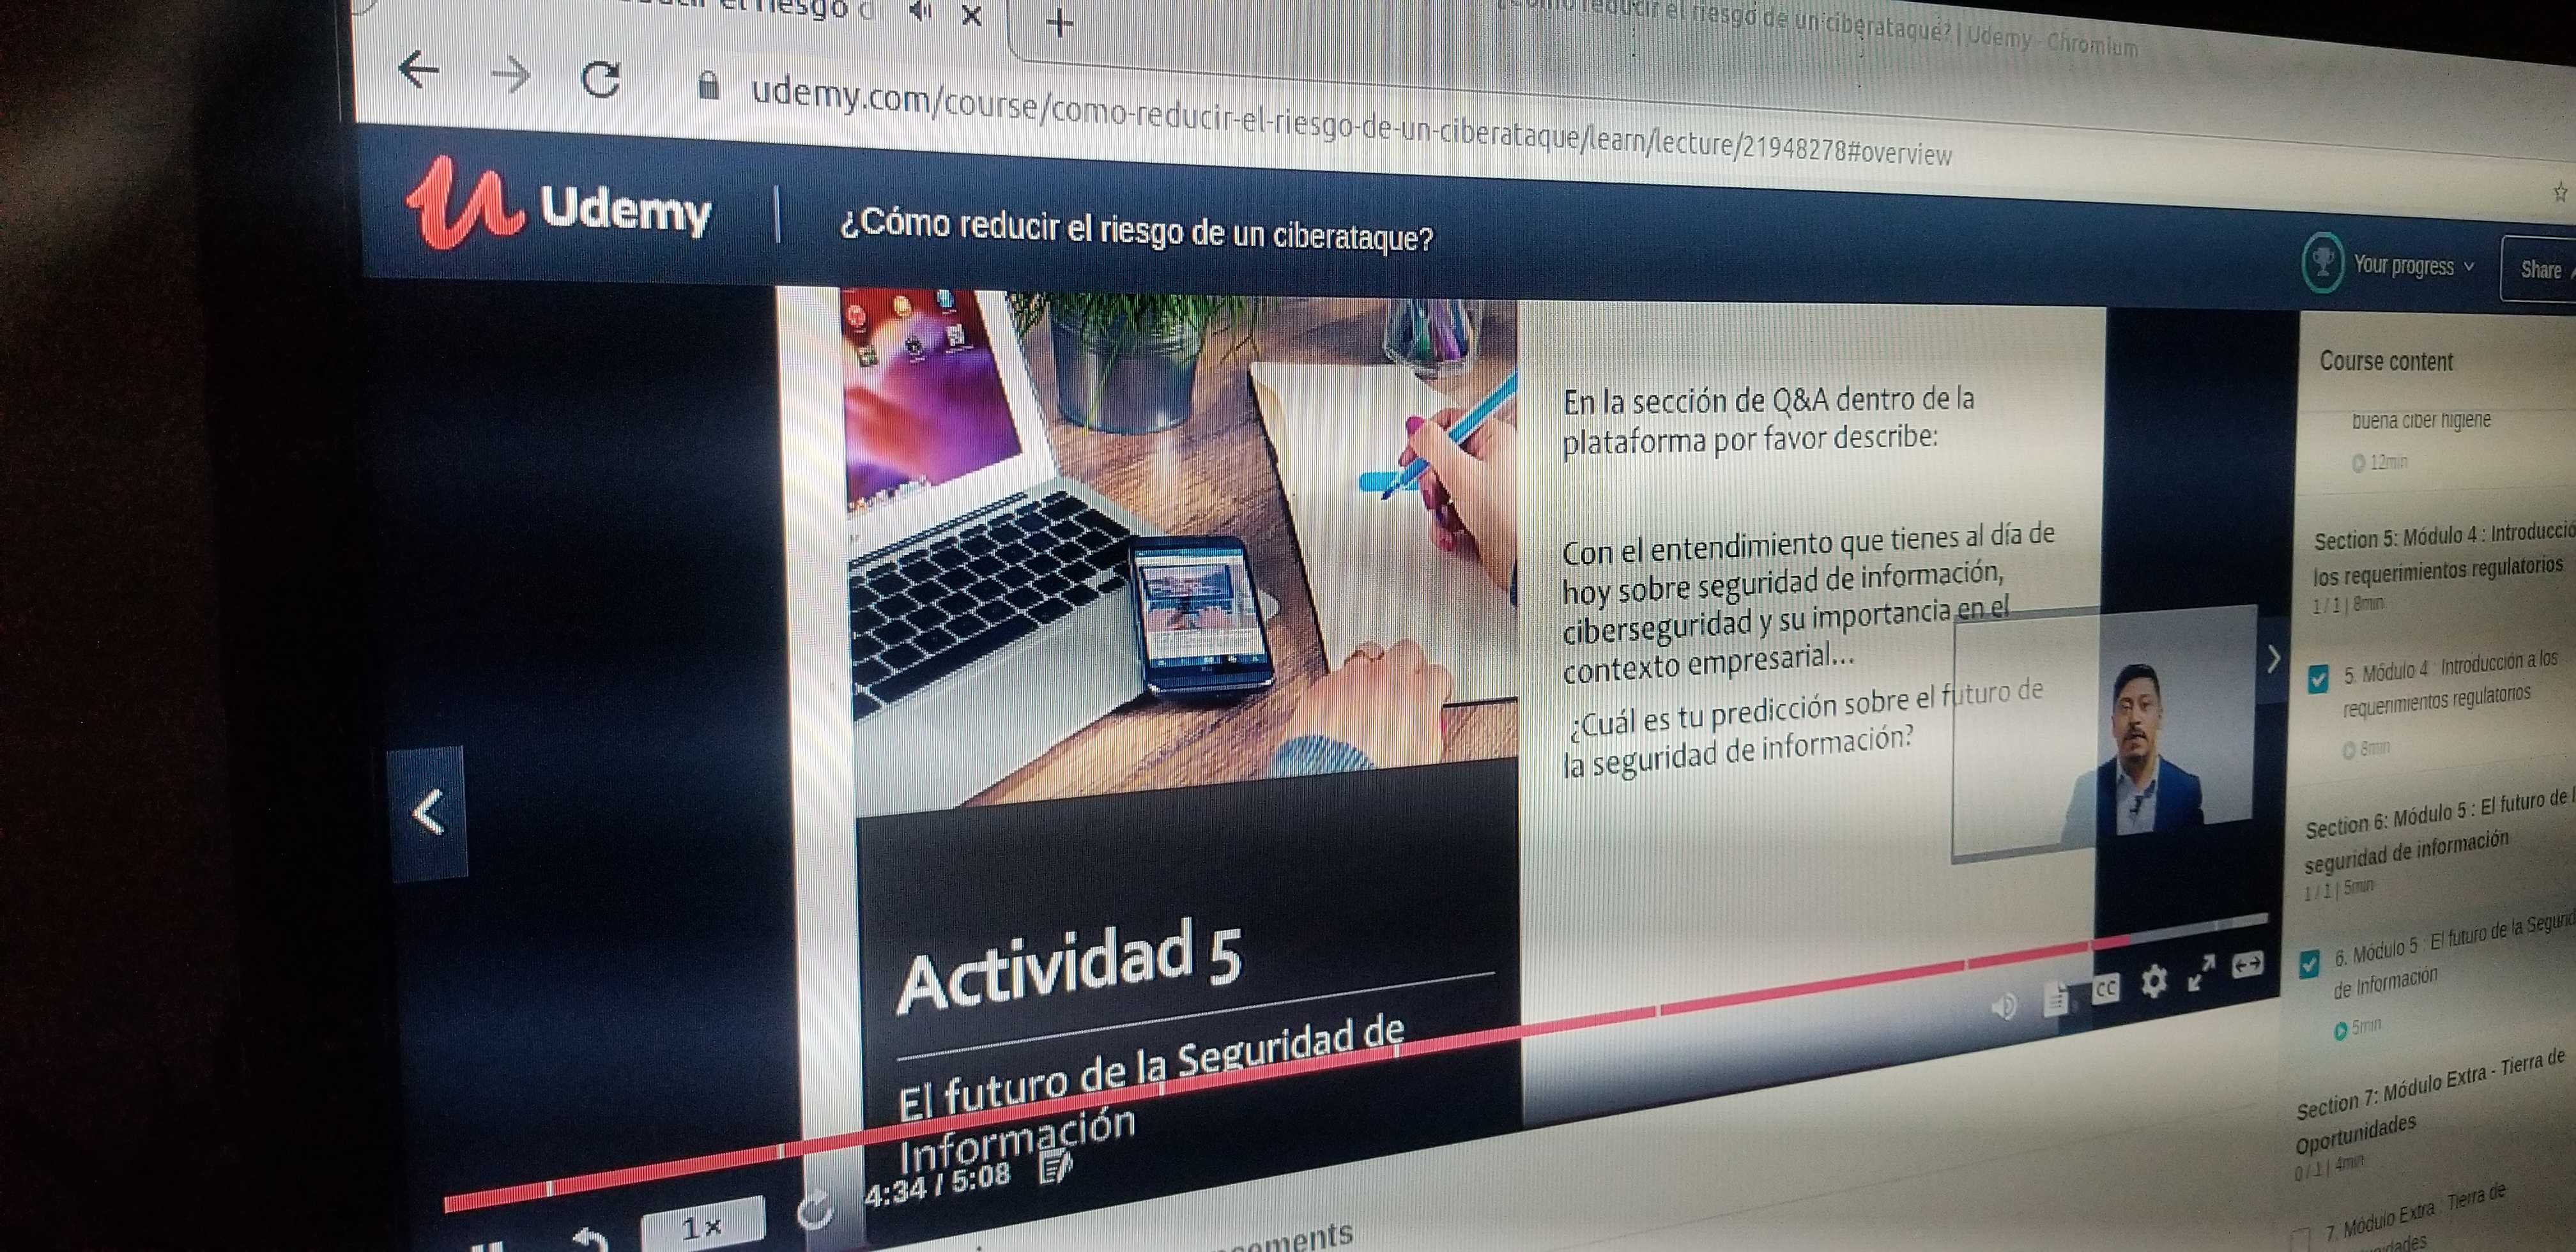 el riesgo d
¿Cómo reducir el riesgo de un ciberataque? | Udemy - Chromium
udemy.com/course/como-reducir-el-riesgo-de-un-ciberataque/learn/lecture/21948278#overview
Udemy
¿Cómo reducir el riesgo de un ciberataque?
Your progress
Share
En la sección de Q&A dentro de la
plataforma por favor describe:
Con el entendimiento que tienes al día de
hoy sobre seguridad de información,
ciberseguridad y su importancia en el
contexto empresarial...
¿Cuál es tu predicción sobre el futuro de
la seguridad de información?
Actividad 5
El futuro de la Seguridad de
Información
4:34 / 5:08
1x
CC
Course content
buena ciber higiene
12min
Section 5: Módulo 4 : Introducció
los requerimientos regulatorios
1 / 1 | 8min
5. Módulo 4 : Introducción a los
requerimientos regulatorios
8min
Section 6: Módulo 5 : El futuro de l
seguridad de información
1 / 1 | 5min
6. Módulo 5 : El futuro de la Segurid
de Información
5min
Section 7: Módulo Extra - Tierra de
Oportunidades
0 / 1 | 4min
7. Módulo Extra : Tierra de